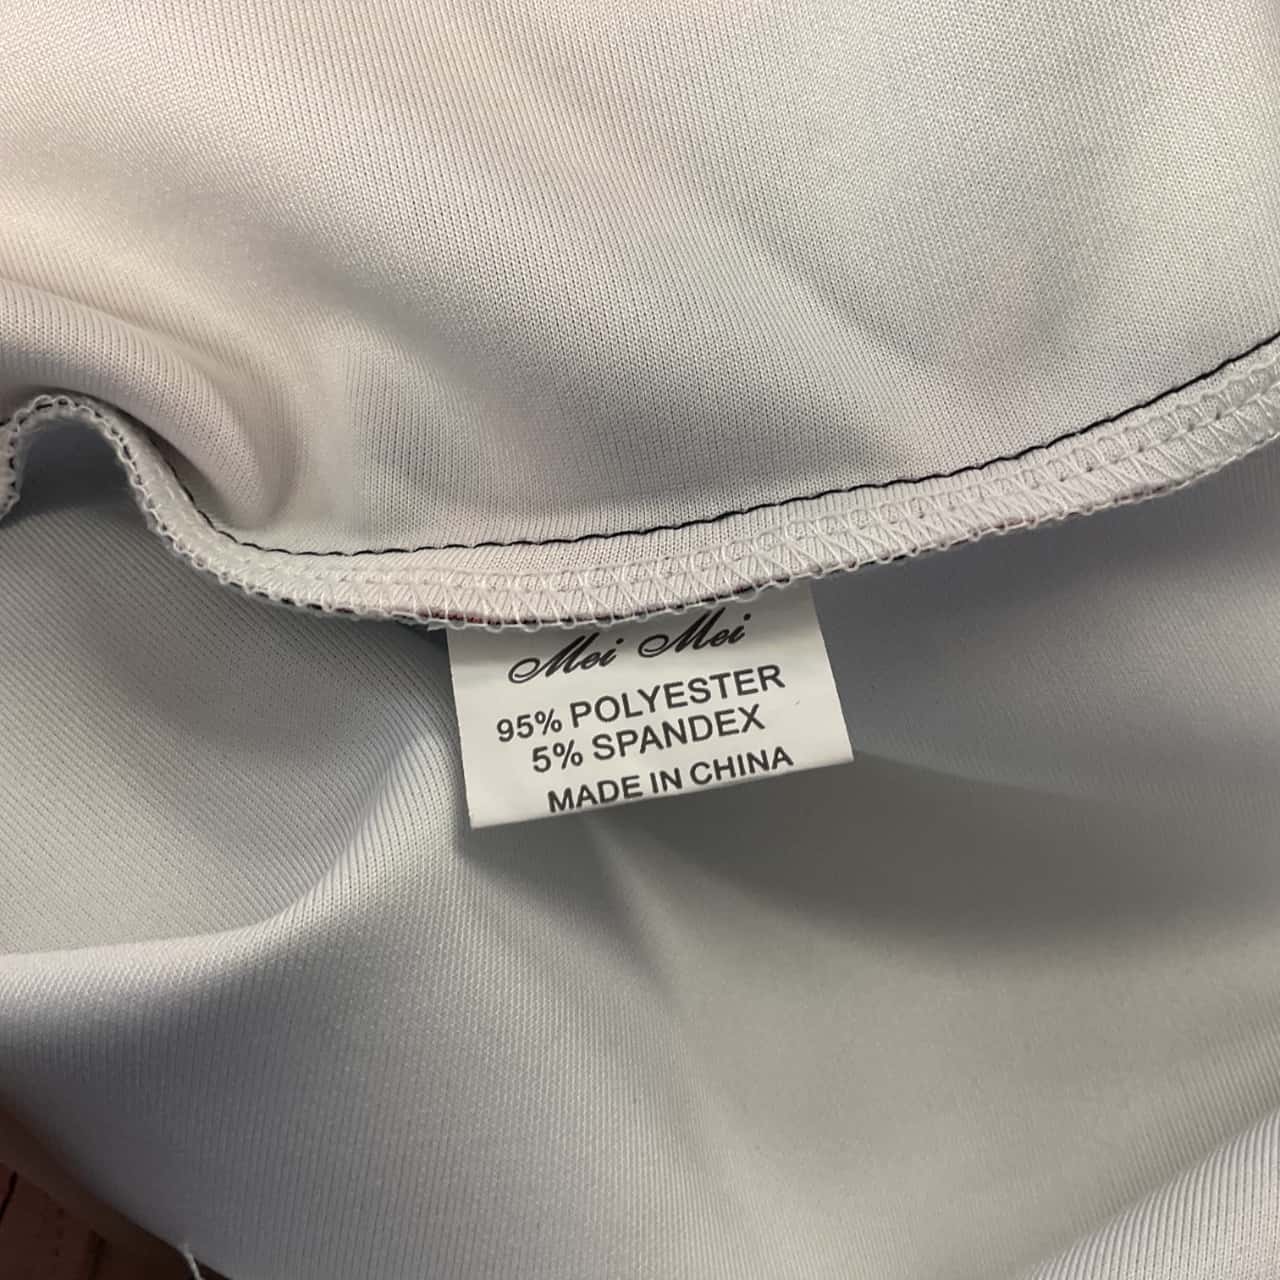 Mei Mei
95% POLYESTER
5% SPANDEX
MADE IN CHINA